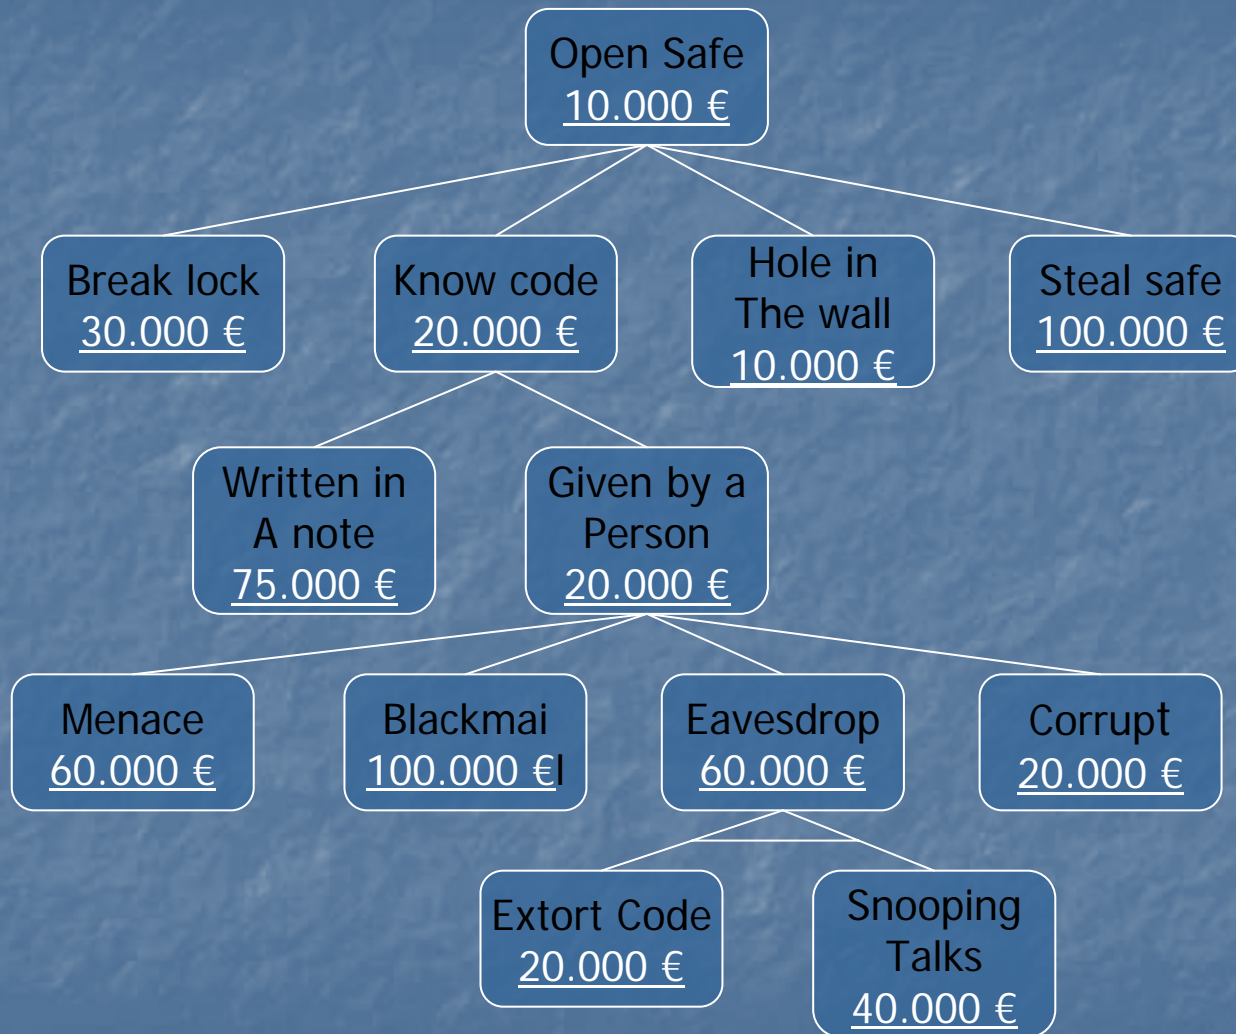 Open Safe
10.000 €
Break lock
30.000 €
Know code
20.000 €
Hole in
The wall
10.000 €
Steal safe
100.000 €
Written in
A note
75.000 €
Given by a
Person
20.000 €
Menace
60.000 €
Blackmai
100.000 €l
Eavesdrop
60.000 €
Corrupt
20.000 €
Extort Code
20.000 €
Snooping
Talks
40.000 €